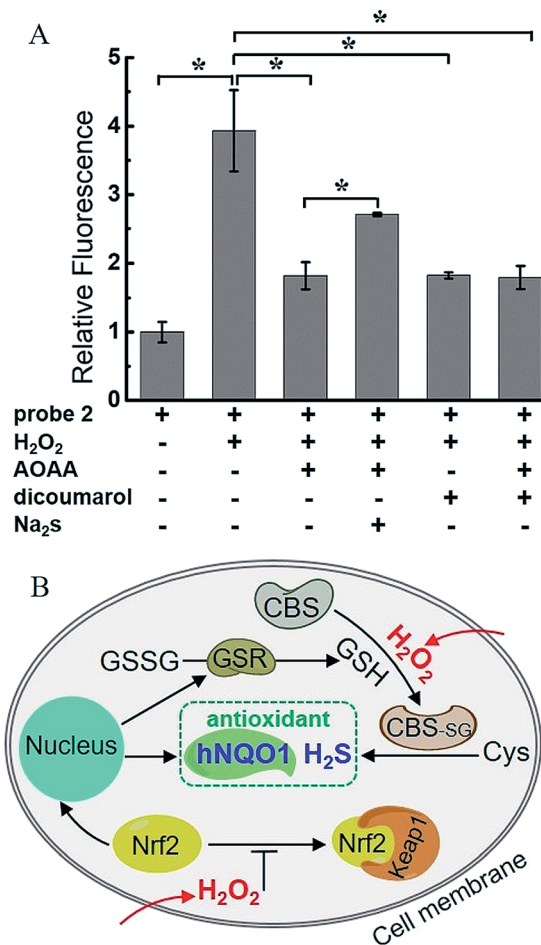 A
* * * *
*
Relative Fluorescence
5
4
3
2
1
0
probe 2 + + + + + +
H₂O₂ - + + + + +
AOAA - - + + - +
dicoumarol - - - - + +
Na₂s - - - + - -
B
CBS
H₂O₂
GSSG GSR GSH
CBS-SG
antioxidant
Nucleus hNQO1 H₂S Cys
Nrf2 Nrf2 Keap1
H₂O₂
Cell membrane